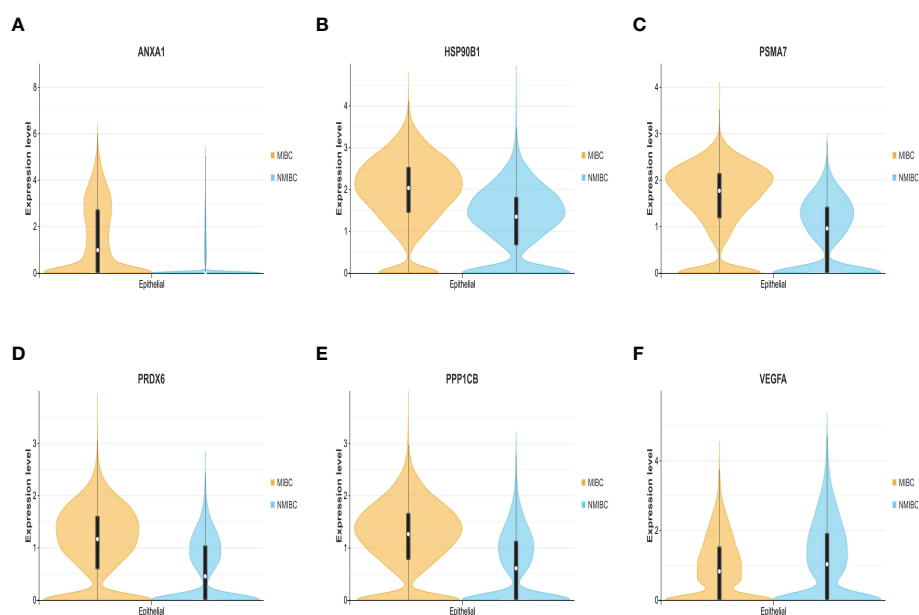 A
ANXA1
Expression level
8
6
4
2
0
Epithelial
MIBC
NMIBC
B
HSP90B1
Expression level
4
3
2
1
0
Epithelial
MIBC
NMIBC
C
PSMA7
Expression level
4
3
2
1
0
Epithelial
MIBC
NMIBC
D
PRDX6
Expression level
3
2
1
0
Epithelial
MIBC
NMIBC
E
PPP1CB
Expression level
3
2
1
0
Epithelial
MIBC
NMIBC
F
VEGFA
Expression level
4
2
0
Epithelial
MIBC
NMIBC